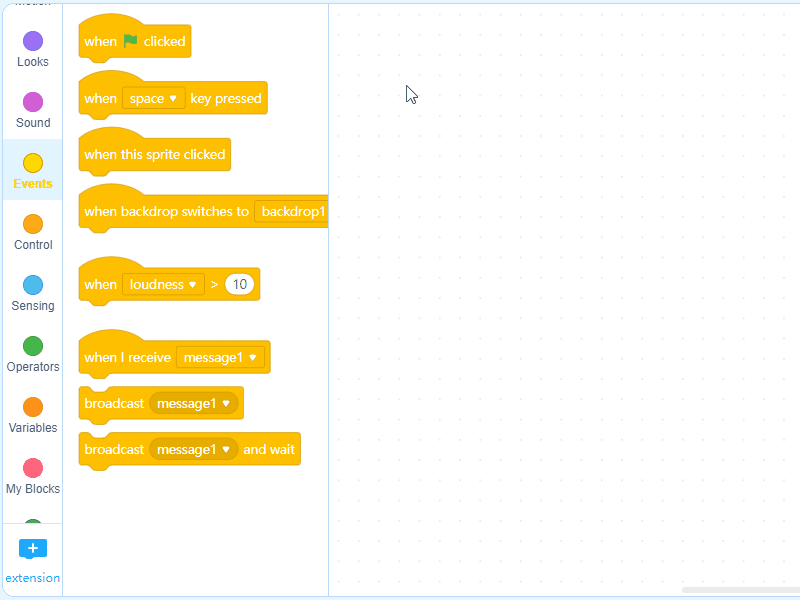 Looks
Sound
Events
Control
Sensing
Operators
Variables
My Blocks
extension
when clicked
when space key pressed
when this sprite clicked
when backdrop switches to backdrop1
when loudness > 10
when I receive message1
broadcast message1
broadcast message1 and wait